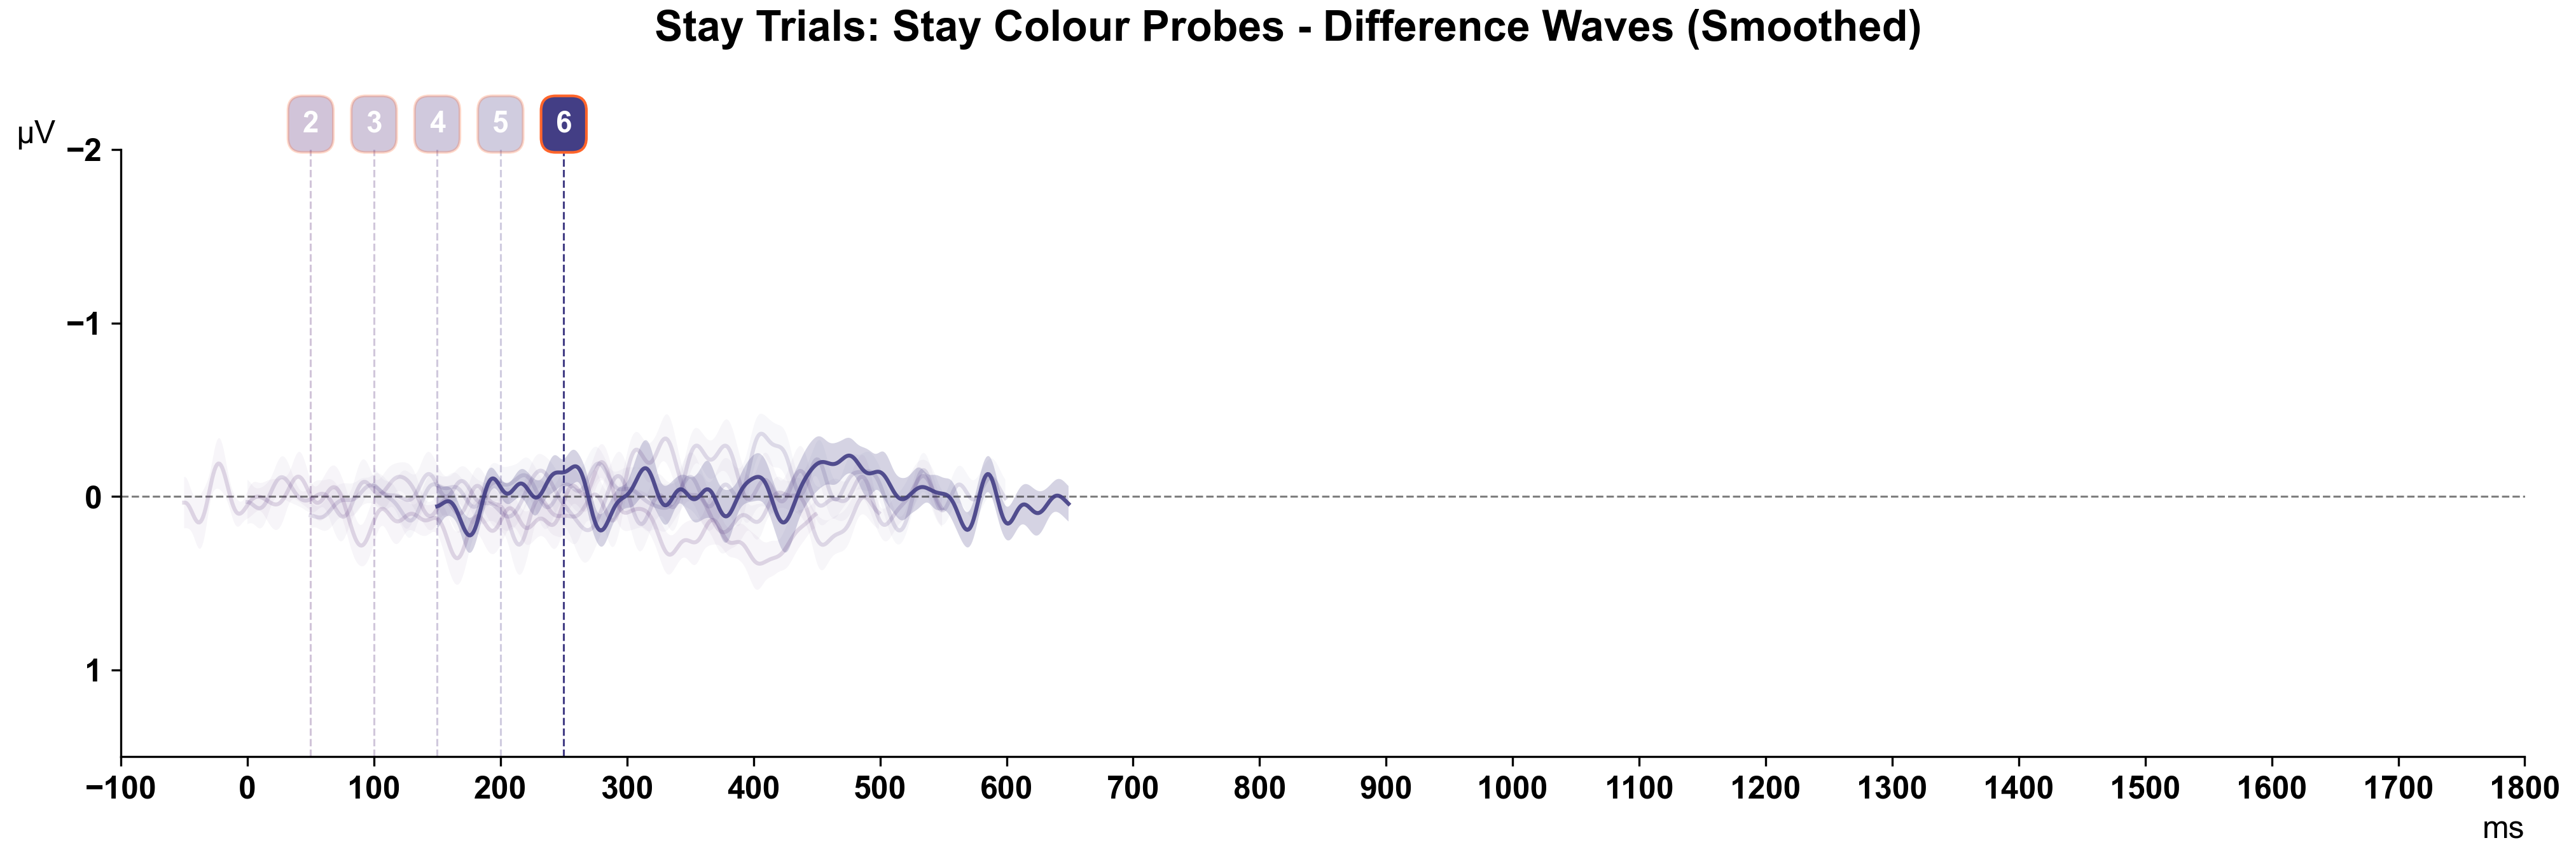 Stay Trials: Stay Colour Probes - Difference Waves (Smoothed)
2 3 4 5 6
µV
−2
−1
0
1
−100 0 100 200 300 400 500 600 700 800 900 1000 1100 1200 1300 1400 1500 1600 1700 1800
ms